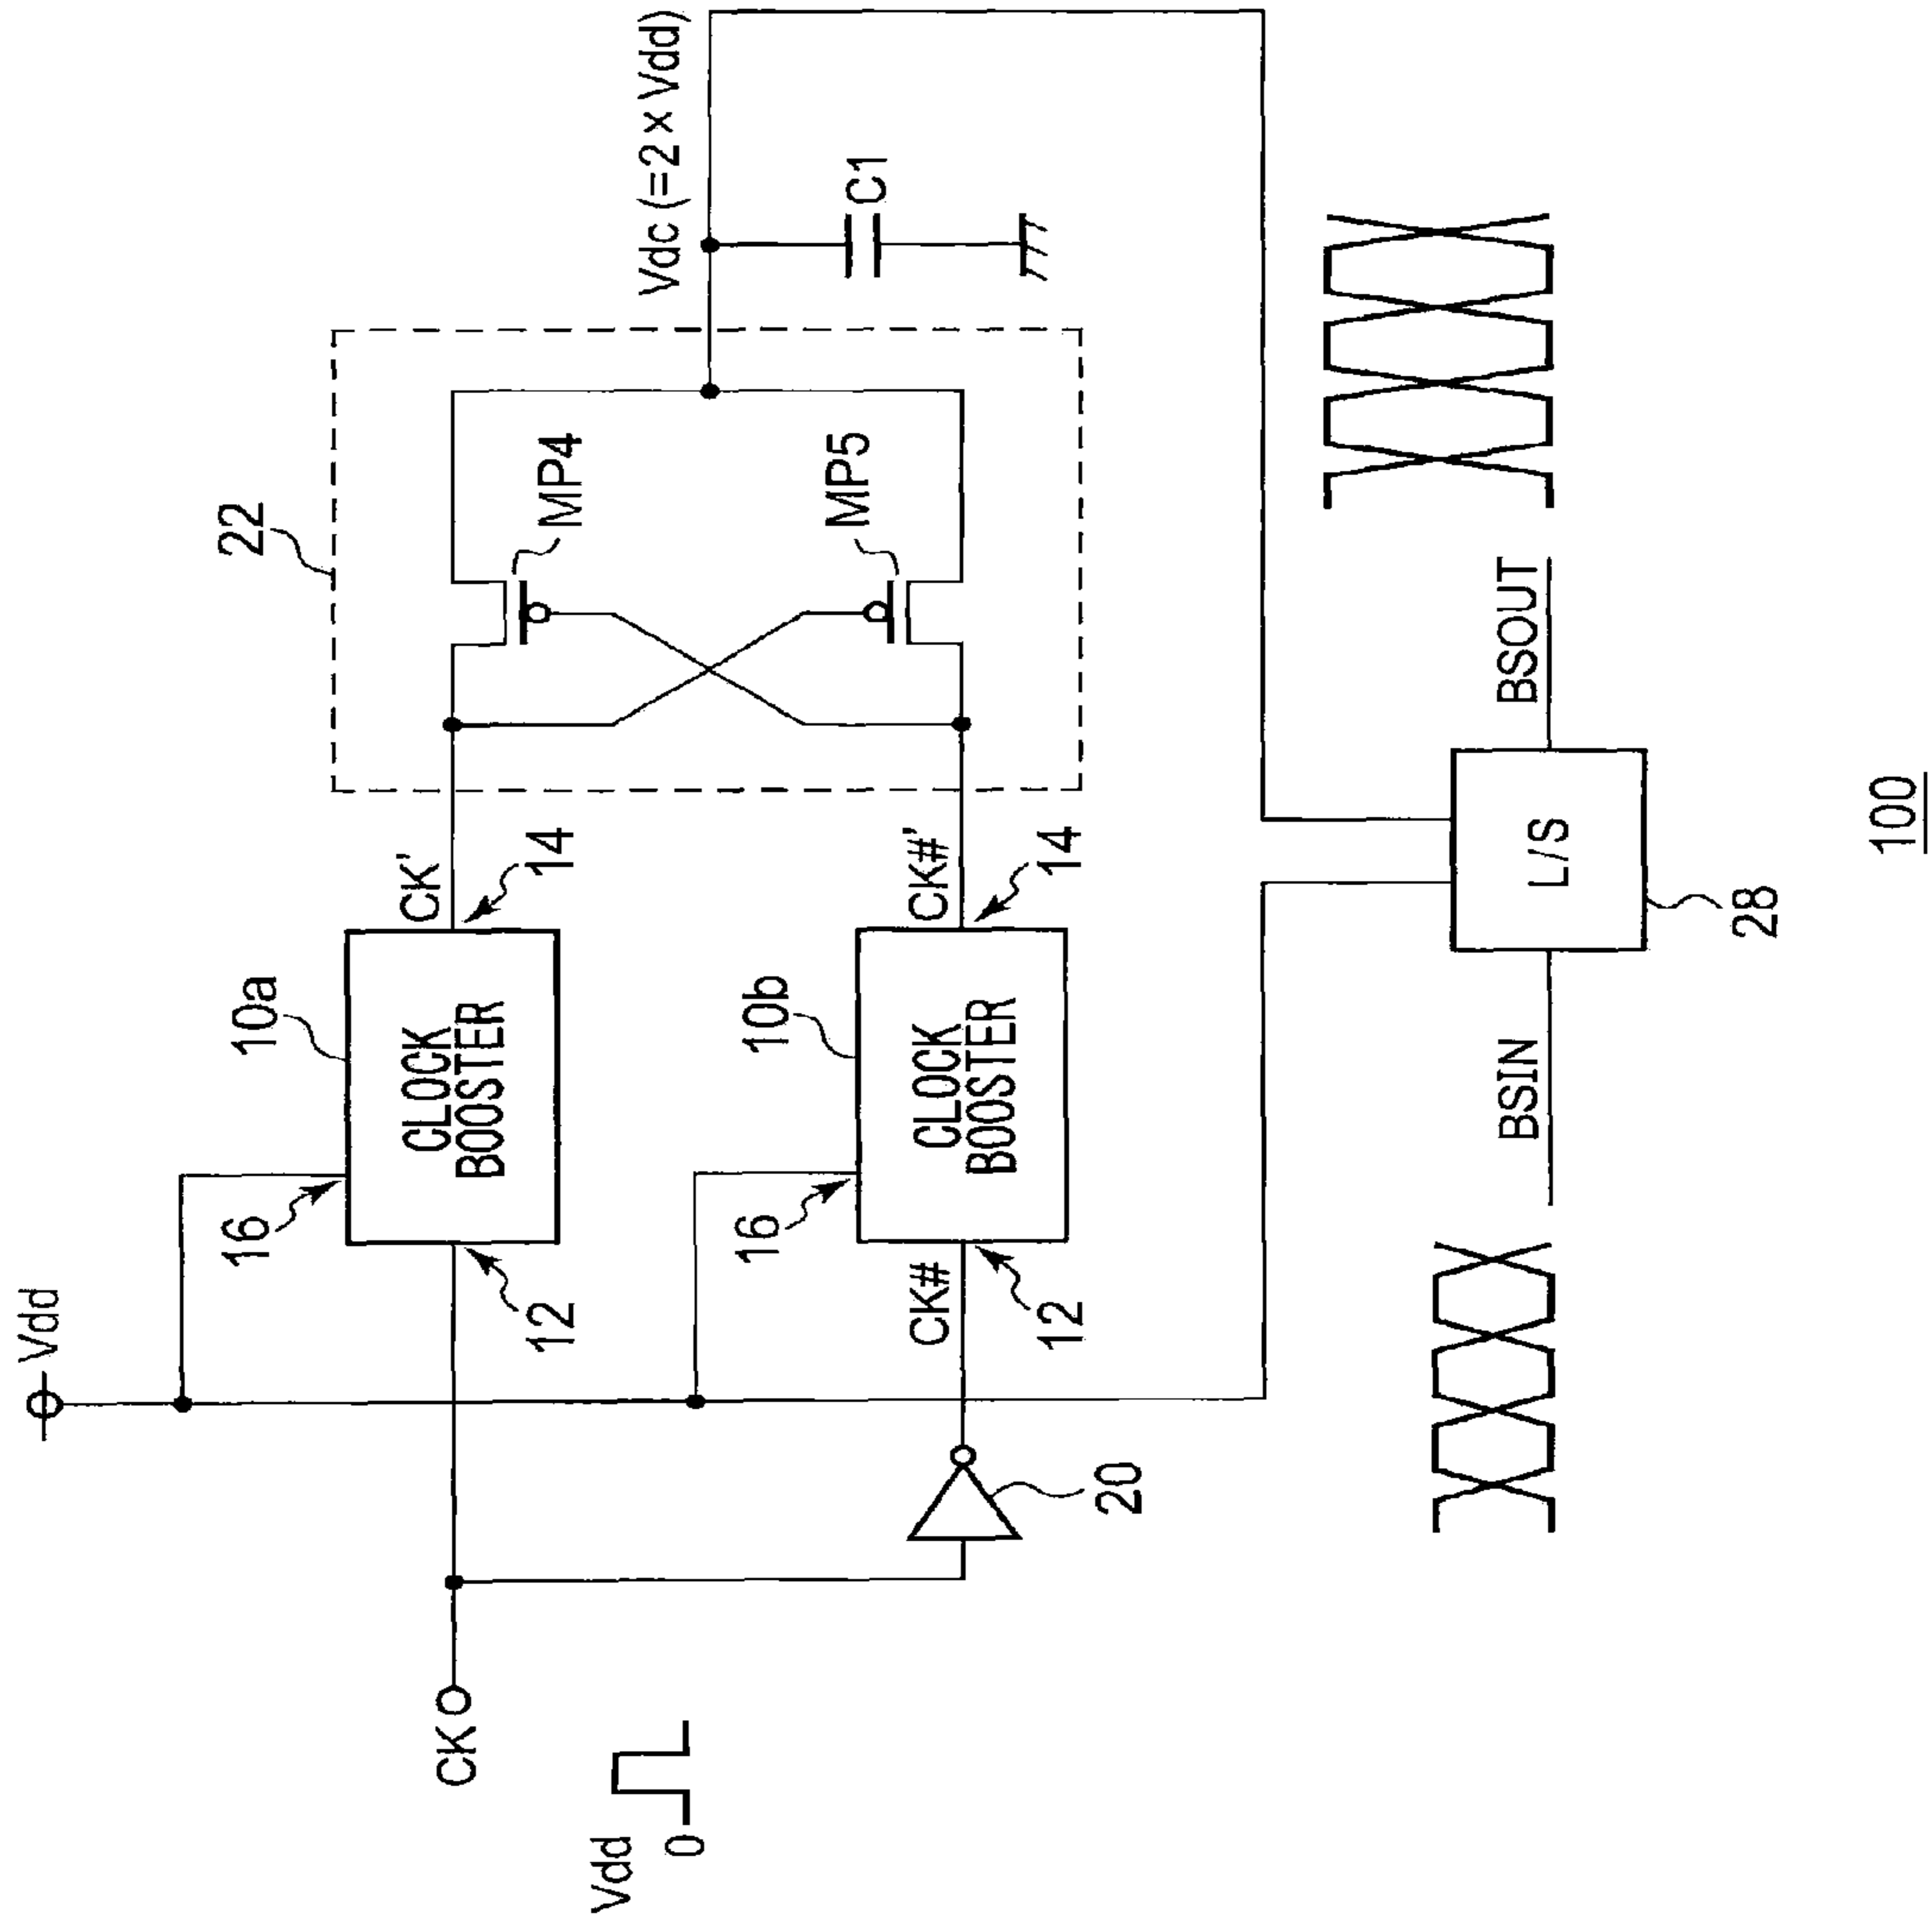 Vdd
22
Vdc (=2 x Vdd)
16
10a
CK'
14
MP4
CLOCK
BOOSTER
CK
12
C1
Vdd
0
16
10b
CK#'
14
MP5
CK#
CLOCK
BOOSTER
12
20
BSIN
L/S
BSOUT
28
100